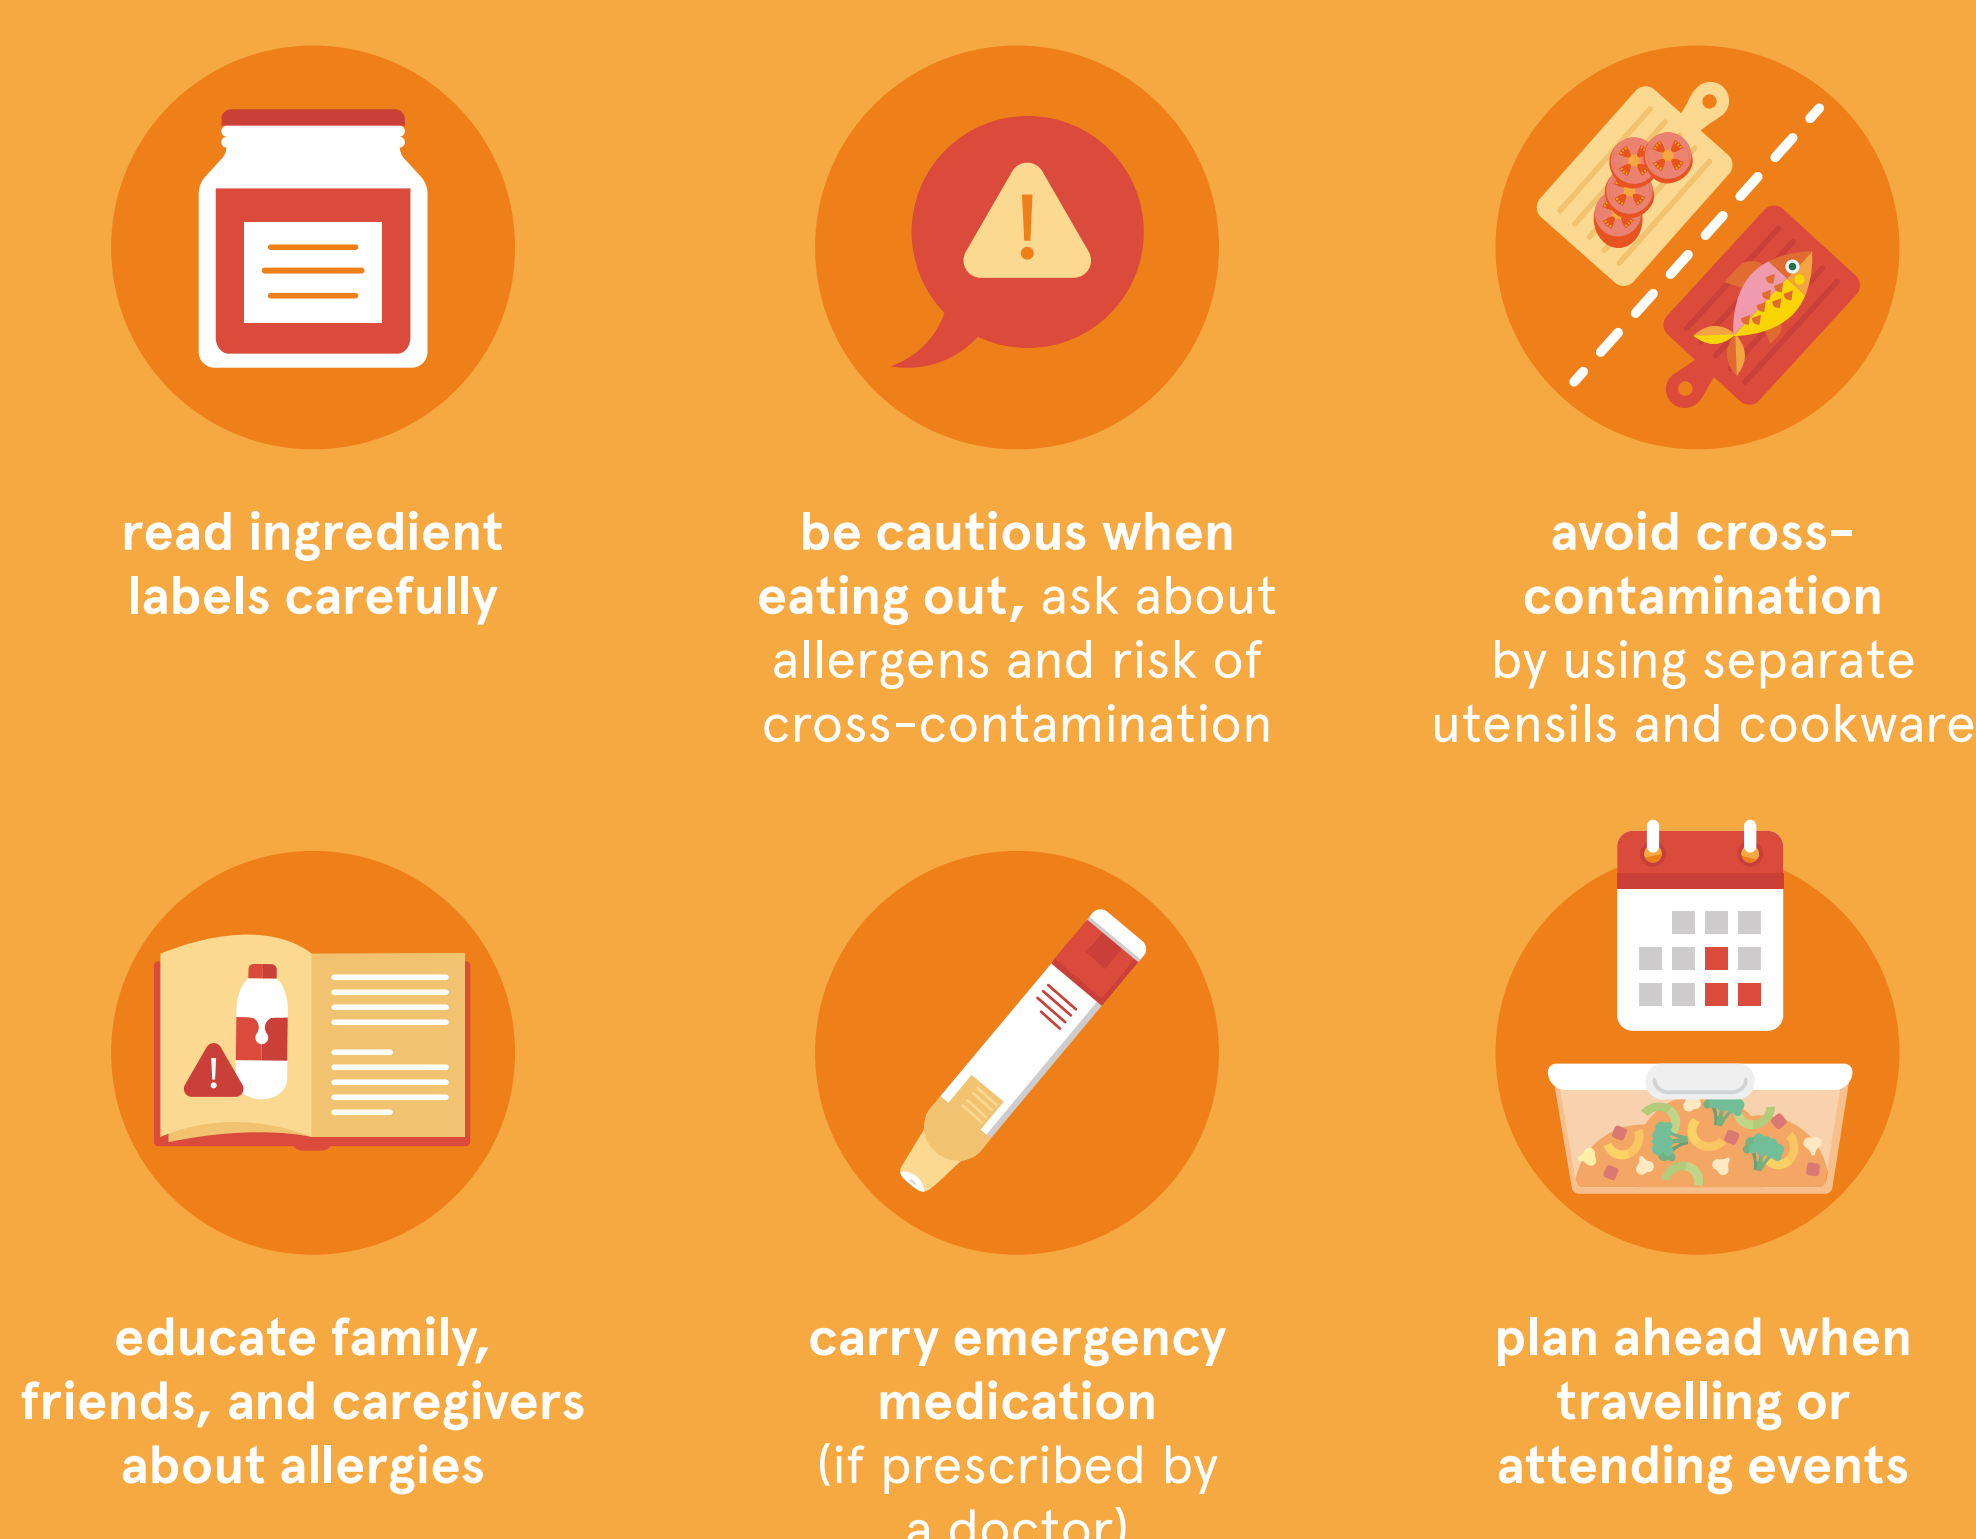 read ingredient
labels carefully
be cautious when
eating out, ask about
allergens and risk of
cross-contamination
avoid cross-
contamination
by using separate
utensils and cookware
educate family,
friends, and caregivers
about allergies
carry emergency
medication
(if prescribed by
a doctor)
plan ahead when
travelling or
attending events